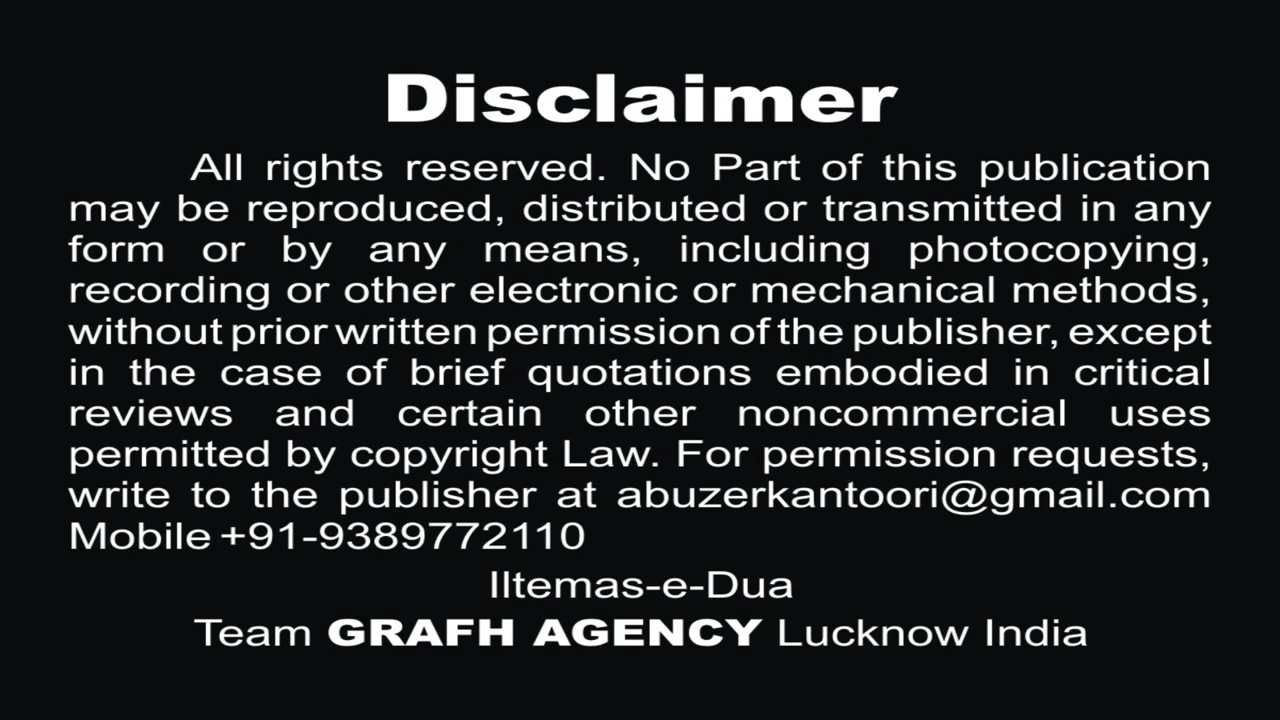 Disclaimer
All rights reserved. No Part of this publication
may be reproduced, distributed or transmitted in any
form or by any means, including photocopying,
recording or other electronic or mechanical methods,
without prior written permission of the publisher, except
in the case of brief quotations embodied in critical
reviews and certain other noncommercial uses
permitted by copyright Law. For permission requests,
write to the publisher at abuzerkantoori@gmail.com
Mobile +91-9389772110
Iltemas-e-Dua
Team GRAFH AGENCY Lucknow India